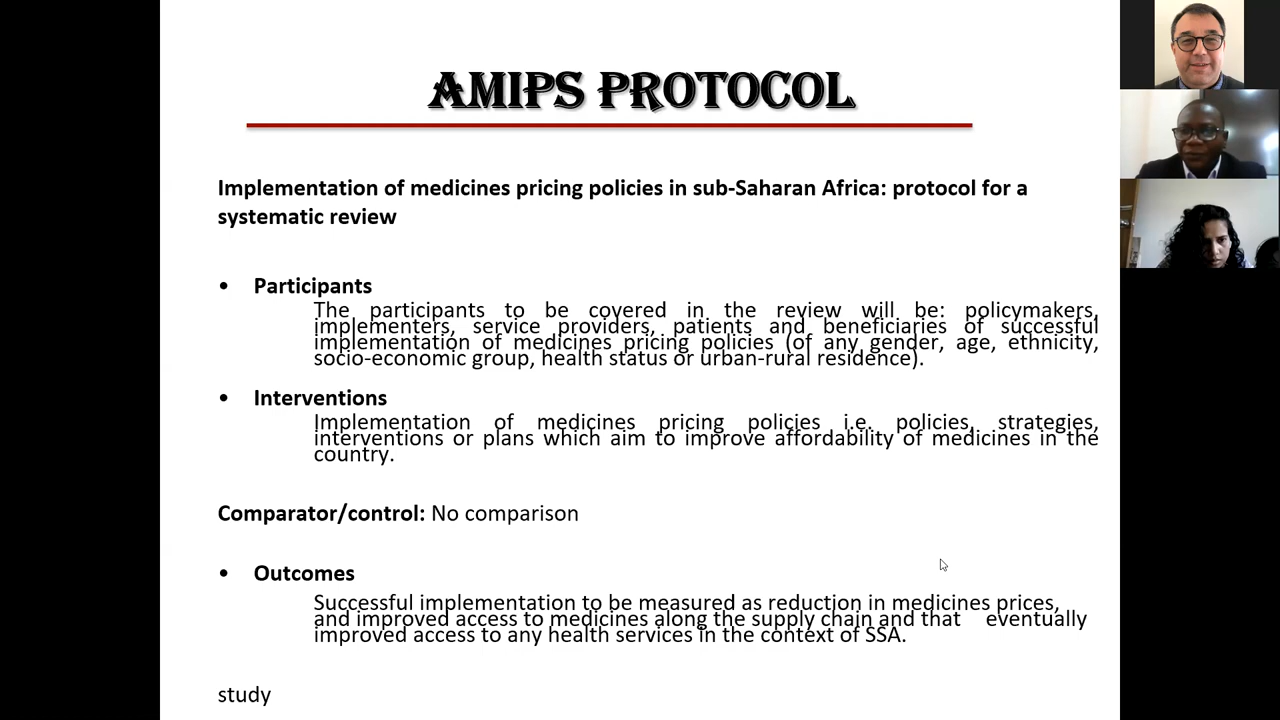 AMIPS PROTOCOL
Implementation of medicines pricing policies in sub-Saharan Africa: protocol for a
systematic review
• Participants
The participants to be covered in the review will be: policymakers,
implementers, service providers, patients and beneficiaries of successful
implementation of medicines pricing policies (of any gender, age, ethnicity,
socio-economic group, health status or urban-rural residence).
• Interventions
Implementation of medicines pricing policies i.e. policies, strategies,
interventions or plans which aim to improve affordability of medicines in the
country.
Comparator/control: No comparison
• Outcomes
Successful implementation to be measured as reduction in medicines prices,
and improved access to medicines along the supply chain and that eventually
improved access to any health services in the context of SSA.
study